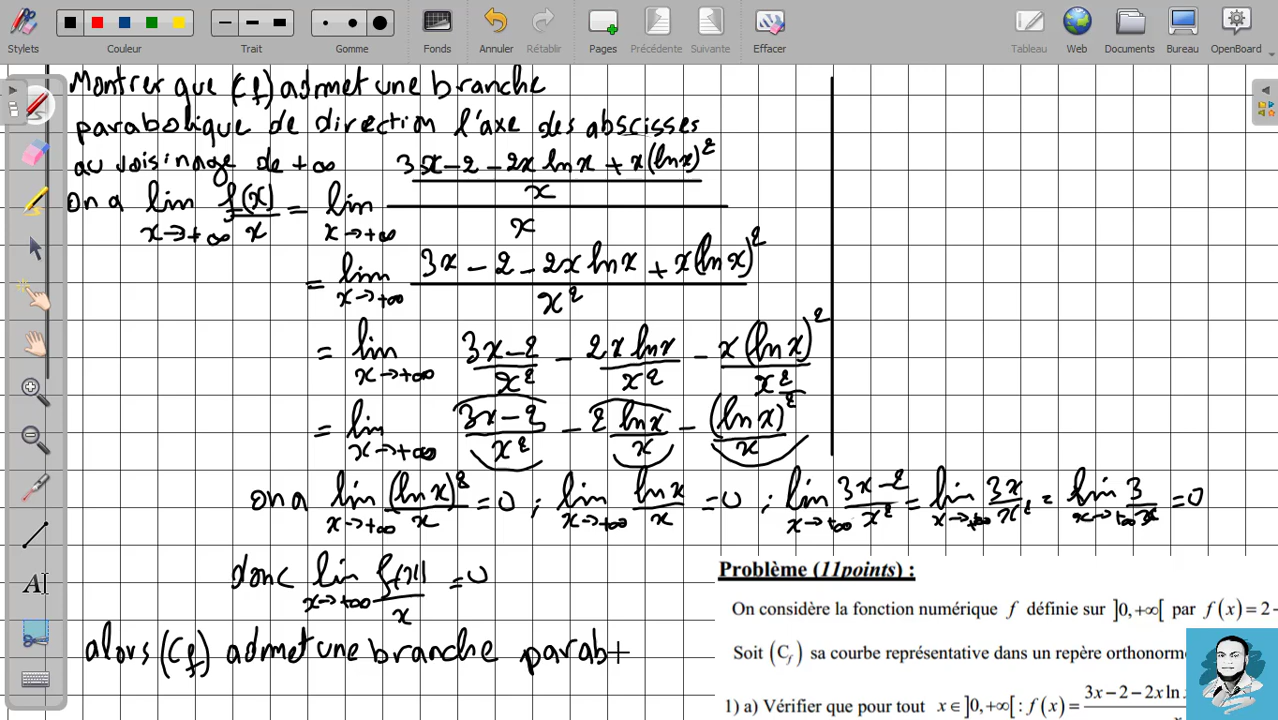 Stylets Couleur Trait Gomme Fonds Annuler Rétablir Pages Précédente Suivante Effacer Tableau Web Documents Bureau OpenBoard
Montrer que (Cf) admet une branche
parabolique de direction l'axe des abscisses
au voisinage de +∞
on a lim x→+∞ f(x)/x = lim x→+∞ ((3x-2-2x ln x + x(ln x)²)/x)/x
= lim x→+∞ (3x-2-2x ln x + x(ln x)²)/x²
= lim x→+∞ (3x-2)/x² - (2x ln x)/x² - (x(ln x)²)/x²
= lim x→+∞ (3x-2)/x² - 2 ln x/x - (ln x)²/x
on a lim x→+∞ (ln x)²/x = 0 ; lim x→+∞ ln x/x = 0 ; lim x→+∞ (3x-2)/x² = lim x→+∞ 3x/x² = lim x→+∞ 3/x = 0
donc lim x→+∞ f(x)/x = 0
alors (Cf) admet une branche parab
Problème (11points) :
On considère la fonction numérique f définie sur ]0,+∞[ par f(x)=2-
Soit (Cf) sa courbe représentative dans un repère orthonorm
1) a) Vérifier que pour tout x∈]0,+∞[ : f(x)= 3x-2-2x ln